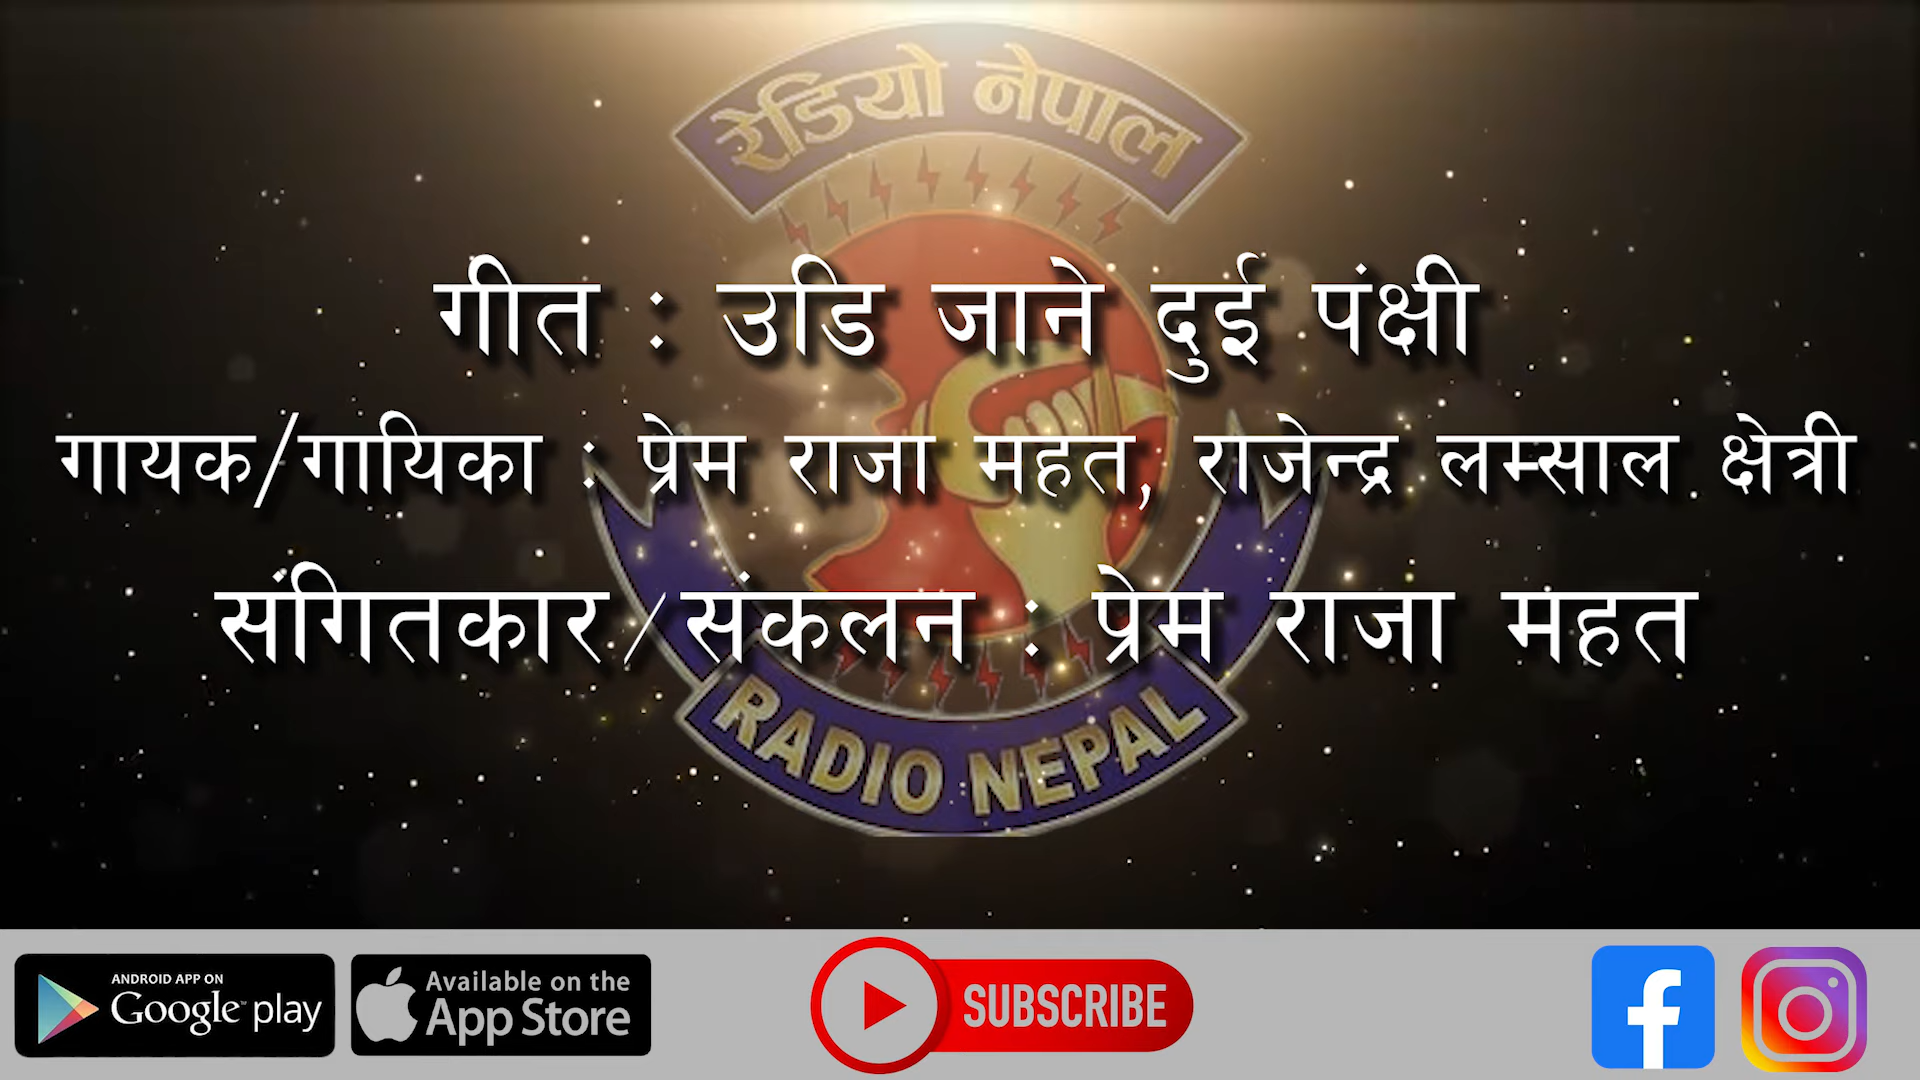 रेडियो नेपाल
गीत : उडि जाने दुई पंक्षी
गायक/गायिका : प्रेम राजा महत, राजेन्द्र लम्साल क्षेत्री
संगितकार/संकलन : प्रेम राजा महत
RADIO NEPAL
ANDROID APP ON
Google play
Available on the
App Store
SUBSCRIBE